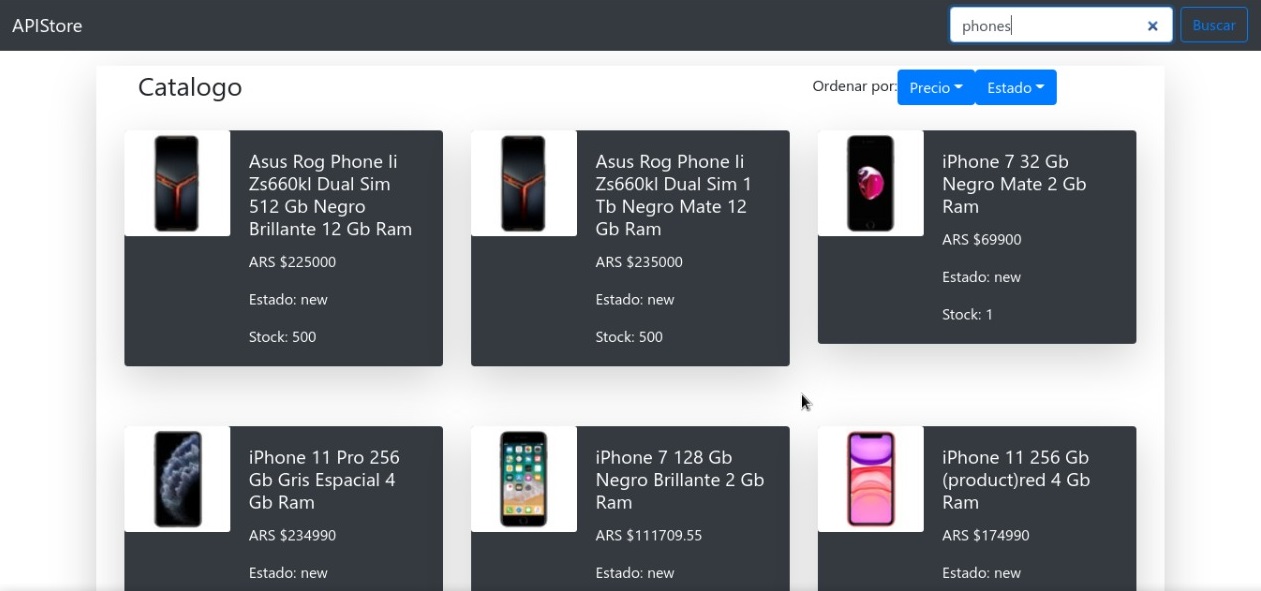 APIStore
phones
Buscar
Catalogo
Ordenar por:
Precio
Estado
Asus Rog Phone Ii
Zs660kl Dual Sim
512 Gb Negro
Brillante 12 Gb Ram
ARS $225000
Estado: new
Stock: 500
Asus Rog Phone Ii
Zs660kl Dual Sim 1
Tb Negro Mate 12
Gb Ram
ARS $235000
Estado: new
Stock: 500
iPhone 7 32 Gb
Negro Mate 2 Gb
Ram
ARS $69900
Estado: new
Stock: 1
iPhone 11 Pro 256
Gb Gris Espacial 4
Gb Ram
ARS $234990
Estado: new
iPhone 7 128 Gb
Negro Brillante 2 Gb
Ram
ARS $111709.55
Estado: new
iPhone 11 256 Gb
(product)red 4 Gb
Ram
ARS $174990
Estado: new